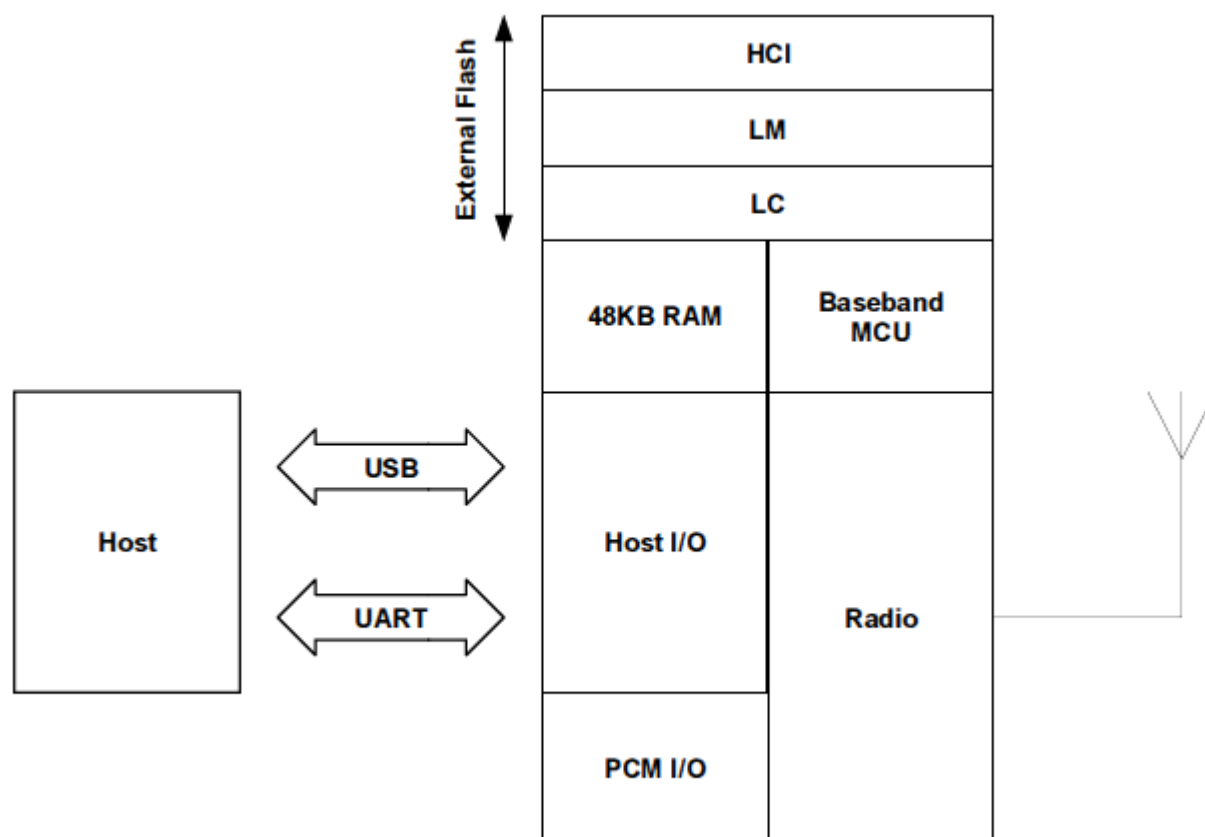 HCI
External Flash
LM
LC
48KB RAM
Baseband
MCU
USB
Host
Host I/O
UART
Radio
PCM I/O